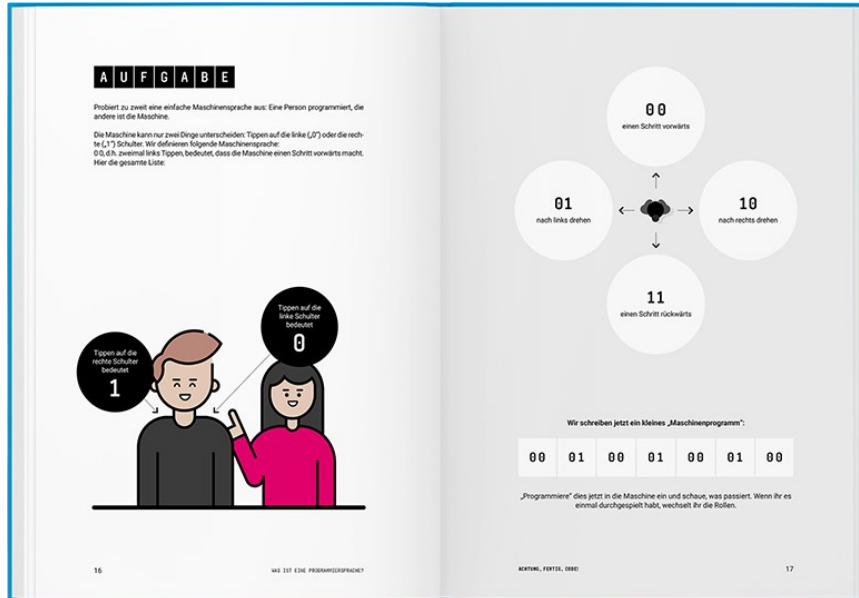 AUFGABE
Probiert zu zweit eine einfache Maschinensprache aus: Eine Person programmiert, die
andere ist die Maschine.
Die Maschine kann nur zwei Dinge unterscheiden: Tippen auf die linke („0“) oder die rech-
te („1“) Schulter. Wir definieren folgende Maschinensprache:
00, d.h. zweimal links Tippen, bedeutet, dass die Maschine einen Schritt vorwärts macht.
Hier die gesamte Liste:
Tippen auf die
rechte Schulter
bedeutet
1
Tippen auf die
linke Schulter
bedeutet
0
16
WAS IST EINE PROGRAMMIERSPRACHE?
00
einen Schritt vorwärts
01
nach links drehen
10
nach rechts drehen
11
einen Schritt rückwärts
Wir schreiben jetzt ein kleines „Maschinenprogramm“:
00 01 00 01 00 01 00
„Programmiere“ dies jetzt in die Maschine ein und schaue, was passiert. Wenn ihr es
einmal durchgespielt habt, wechselt ihr die Rollen.
ACHTUNG, FERTIG, CODE!
17